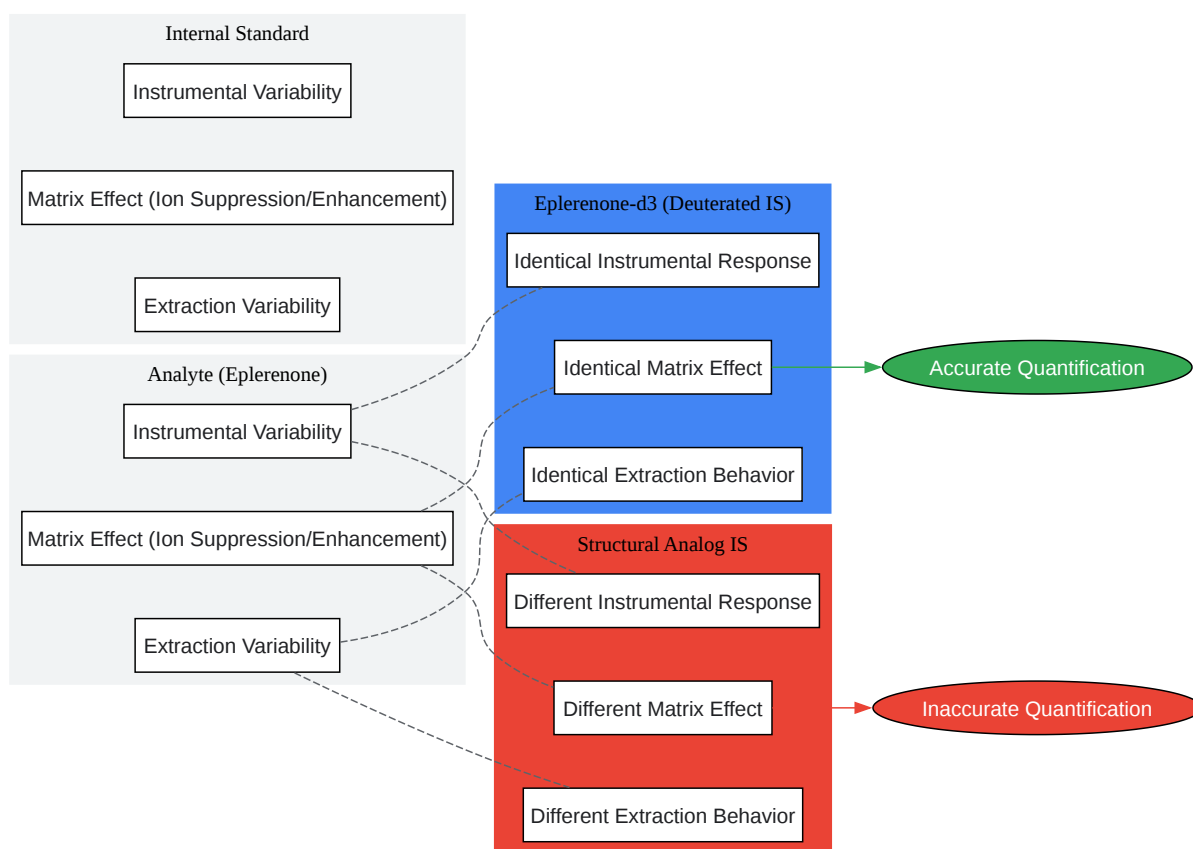 Internal Standard
Instrumental Variability
Matrix Effect (Ion Suppression/Enhancement)
Extraction Variability
Analyte (Eplerenone)
Instrumental Variability
Matrix Effect (Ion Suppression/Enhancement)
Extraction Variability
Eplerenone-d3 (Deuterated IS)
Identical Instrumental Response
Identical Matrix Effect
Identical Extraction Behavior
Structural Analog IS
Different Instrumental Response
Different Matrix Effect
Different Extraction Behavior
Accurate Quantification
Inaccurate Quantification